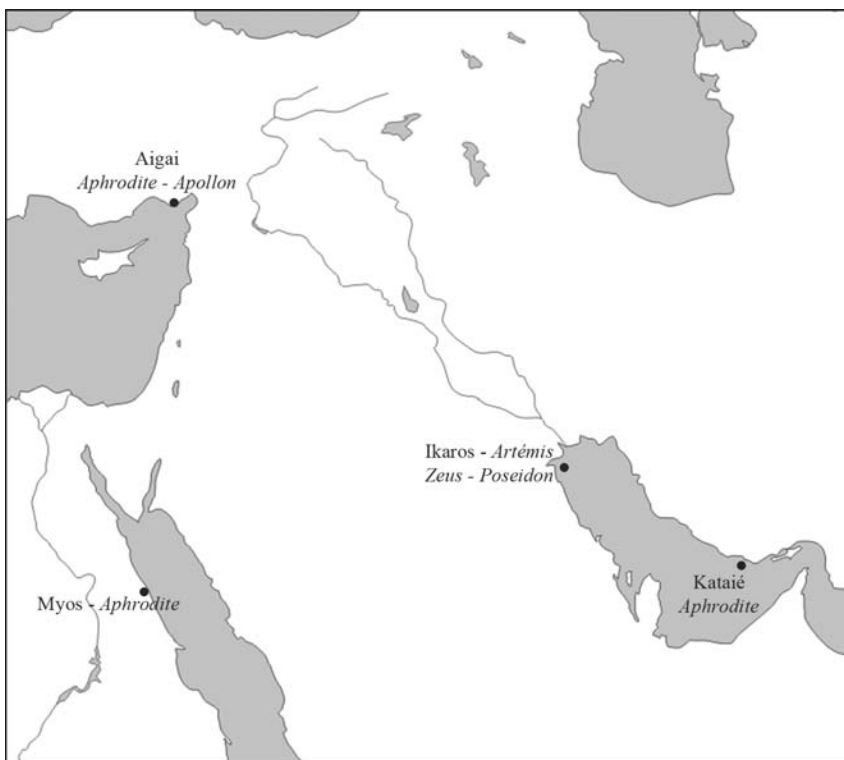 Aigai
Aphrodite - Apollon
Ikaros - Artémis
Zeus - Poseidon
Kataié
Aphrodite
Myos - Aphrodite